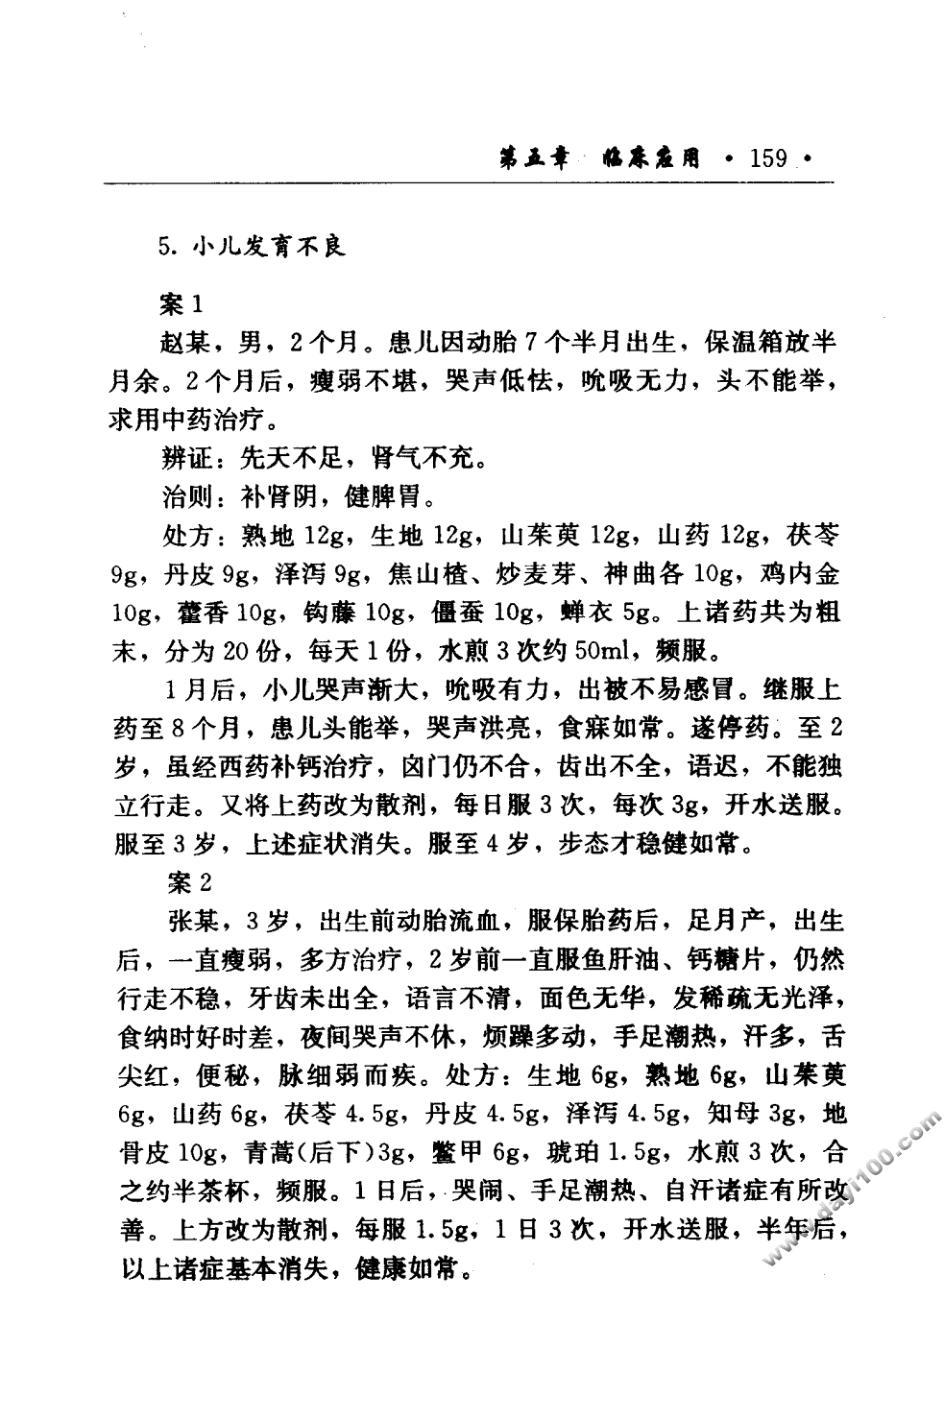 第五章 临床应用 · 159 ·
5. 小儿发育不良
案 1
赵某，男，2 个月。患儿因动胎 7 个半月出生，保温箱放半
月余。2 个月后，瘦弱不堪，哭声低怯，吮吸无力，头不能举，
求用中药治疗。
辨证：先天不足，肾气不充。
治则：补肾阴，健脾胃。
处方：熟地 12g，生地 12g，山茱萸 12g，山药 12g，茯苓
9g，丹皮 9g，泽泻 9g，焦山楂、炒麦芽、神曲各 10g，鸡内金
10g，藿香 10g，钩藤 10g，僵蚕 10g，蝉衣 5g。上诸药共为粗
末，分为 20 份，每天 1 份，水煎 3 次约 50ml，频服。
1 月后，小儿哭声渐大，吮吸有力，出被不易感冒。继服上
药至 8 个月，患儿头能举，哭声洪亮，食寐如常。遂停药。至 2
岁，虽经西药补钙治疗，囟门仍不合，齿出不全，语迟，不能独
立行走。又将上药改为散剂，每日服 3 次，每次 3g，开水送服。
服至 3 岁，上述症状消失。服至 4 岁，步态才稳健如常。
案 2
张某，3 岁，出生前动胎流血，服保胎药后，足月产，出生
后，一直瘦弱，多方治疗，2 岁前一直服鱼肝油、钙糖片，仍然
行走不稳，牙齿未出全，语言不清，面色无华，发稀疏无光泽，
食纳时好时差，夜间哭声不休，烦躁多动，手足潮热，汗多，舌
尖红，便秘，脉细弱而疾。处方：生地 6g，熟地 6g，山茱萸
6g，山药 6g，茯苓 4.5g，丹皮 4.5g，泽泻 4.5g，知母 3g，地
骨皮 10g，青蒿(后下)3g，鳖甲 6g，琥珀 1.5g，水煎 3 次，合
之约半茶杯，频服。1 日后，哭闹、手足潮热、自汗诸症有所改
善。上方改为散剂，每服 1.5g，1 日 3 次，开水送服，半年后，
以上诸症基本消失，健康如常。
www.dayi100.com